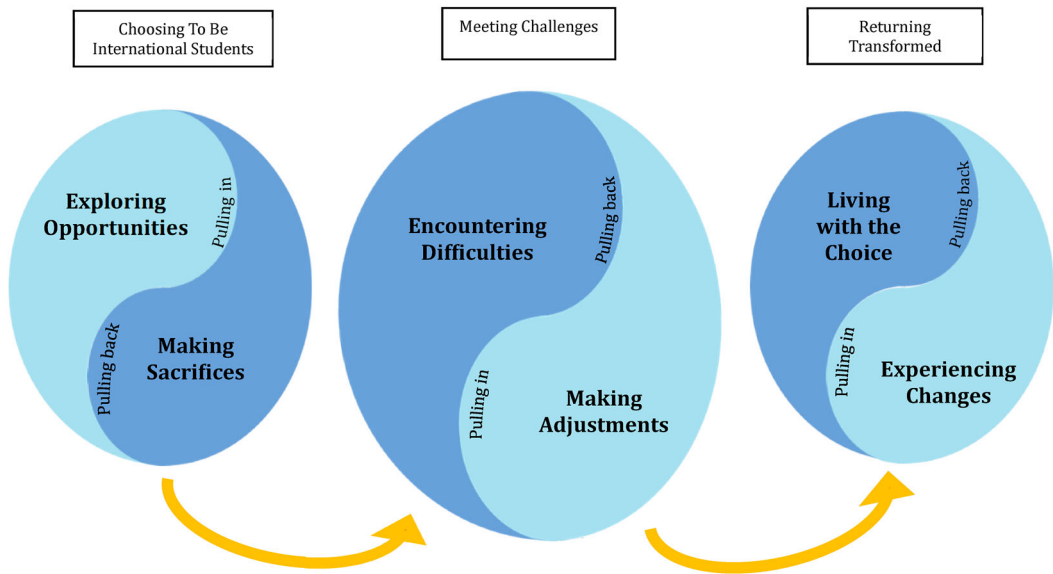 Choosing To Be
International Students
Meeting Challenges
Returning
Transformed
Exploring
Opportunities
Pulling in
Pulling back
Making
Sacrifices
Encountering
Difficulties
Pulling back
Pulling in
Making
Adjustments
Living
with the
Choice
Pulling back
Pulling in
Experiencing
Changes